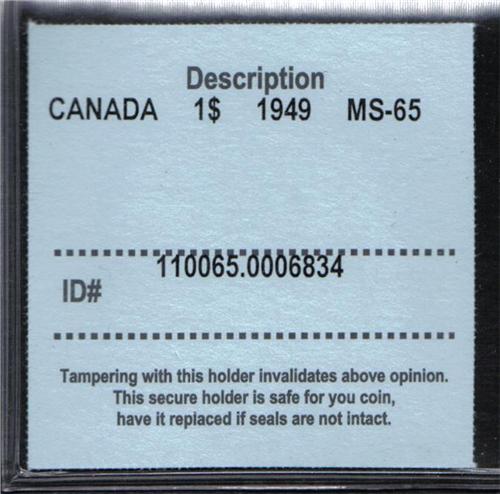 Description
CANADA 1$ 1949 MS-65
110065.0006834
ID#
Tampering with this holder invalidates above opinion.
This secure holder is safe for you coin,
have it replaced if seals are not intact.